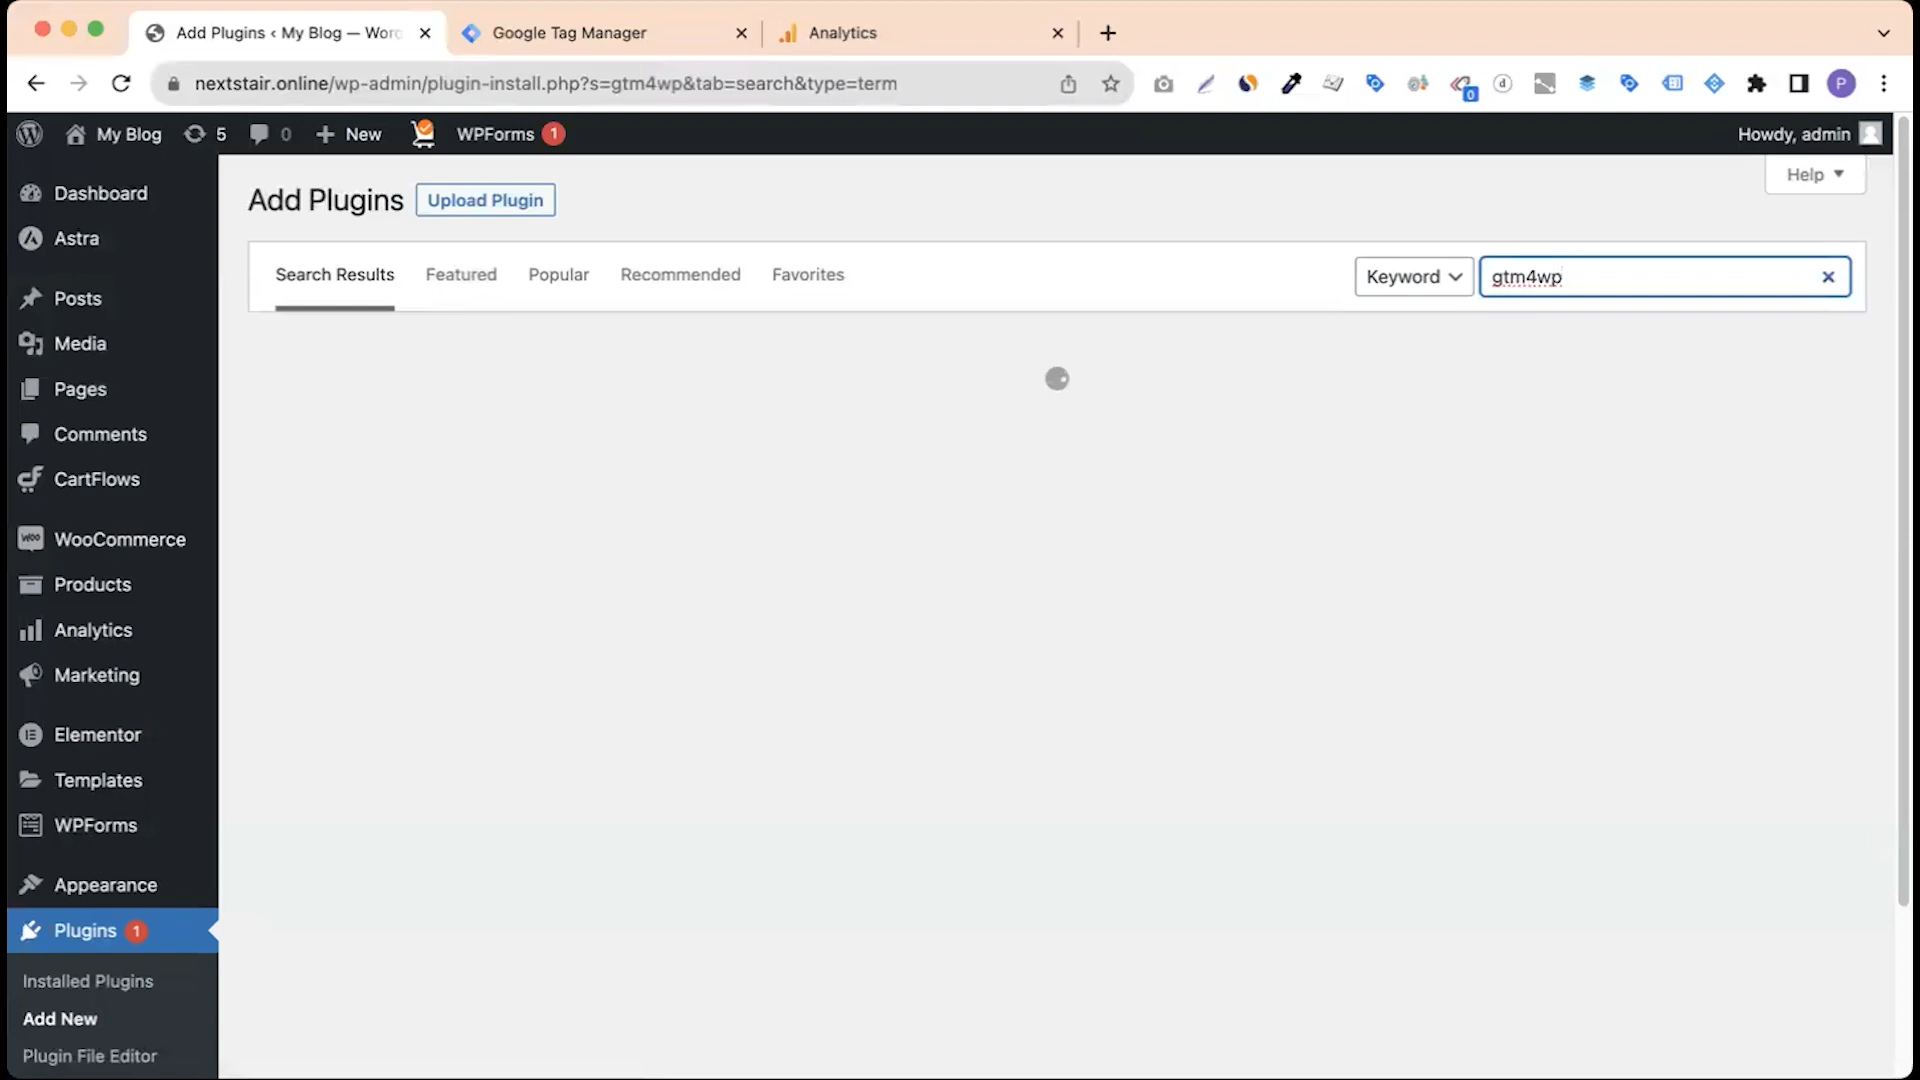 Add Plugins ‹ My Blog — Word
Google Tag Manager
Analytics
nextstair.online/wp-admin/plugin-install.php?s=gtm4wp&tab=search&type=term
0
d
P
My Blog
5
0
New
WPForms 1
Howdy, admin
Dashboard
Astra
Posts
Media
Pages
Comments
CartFlows
WooCommerce
Products
Analytics
Marketing
Elementor
Templates
WPForms
Appearance
Plugins 1
Installed Plugins
Add New
Plugin File Editor
Help
Add Plugins
Upload Plugin
Search Results
Featured
Popular
Recommended
Favorites
Keyword
gtm4wp